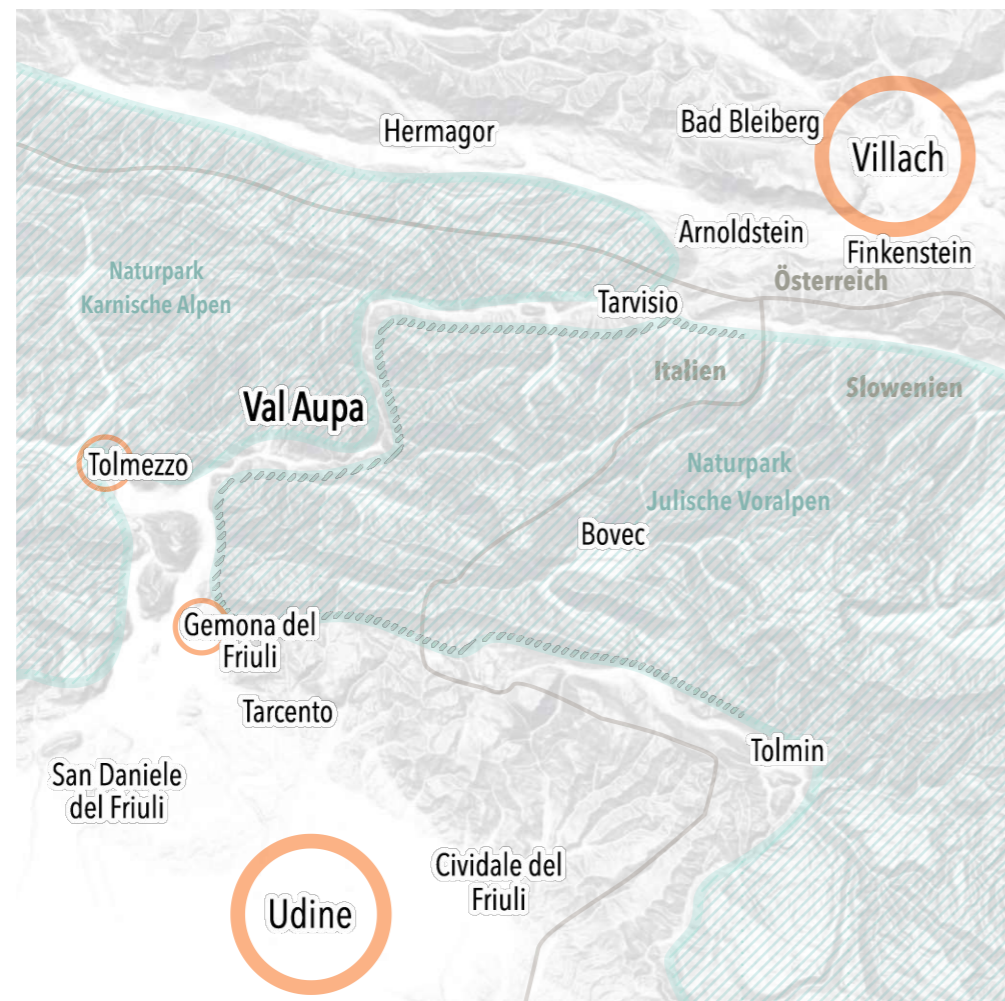 Hermagor
Bad Bleiberg
Villach
Arnoldstein
Finkenstein
Österreich
Naturpark
Karnische Alpen
Tarvisio
Italien
Slowenien
Val Aupa
Tolmezzo
Naturpark
Julische Voralpen
Bovec
Gemona del
Friuli
Tarcento
Tolmin
San Daniele
del Friuli
Cividale del
Friuli
Udine